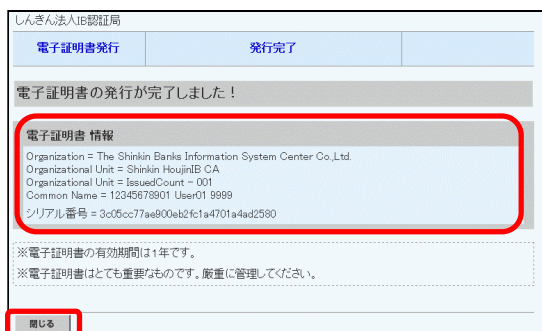 しんきん法人IB認証局
電子証明書発行
発行完了
電子証明書の発行が完了しました！
電子証明書 情報
Organization = The Shinkin Banks Information System Center Co.,Ltd.
Organizational Unit = Shinkin HoujinIB CA
Organizational Unit = IssuedCount - 001
Common Name = 12345678901 User01 9999
シリアル番号 = 3c05cc77ae900eb2fc1a4701a4ad2580
※電子証明書の有効期間は1年です。
※電子証明書はとても重要なものです。厳重に管理してください。
閉じる